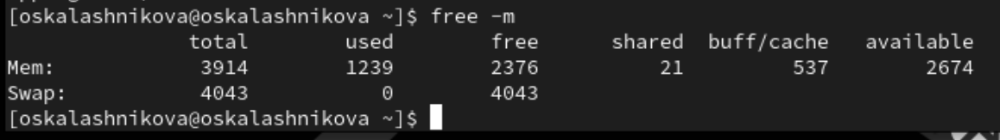 [oskalashnikova@oskalashnikova ~]$ free -m
total used free shared buff/cache available
Mem: 3914 1239 2376 21 537 2674
Swap: 4043 0 4043
[oskalashnikova@oskalashnikova ~]$